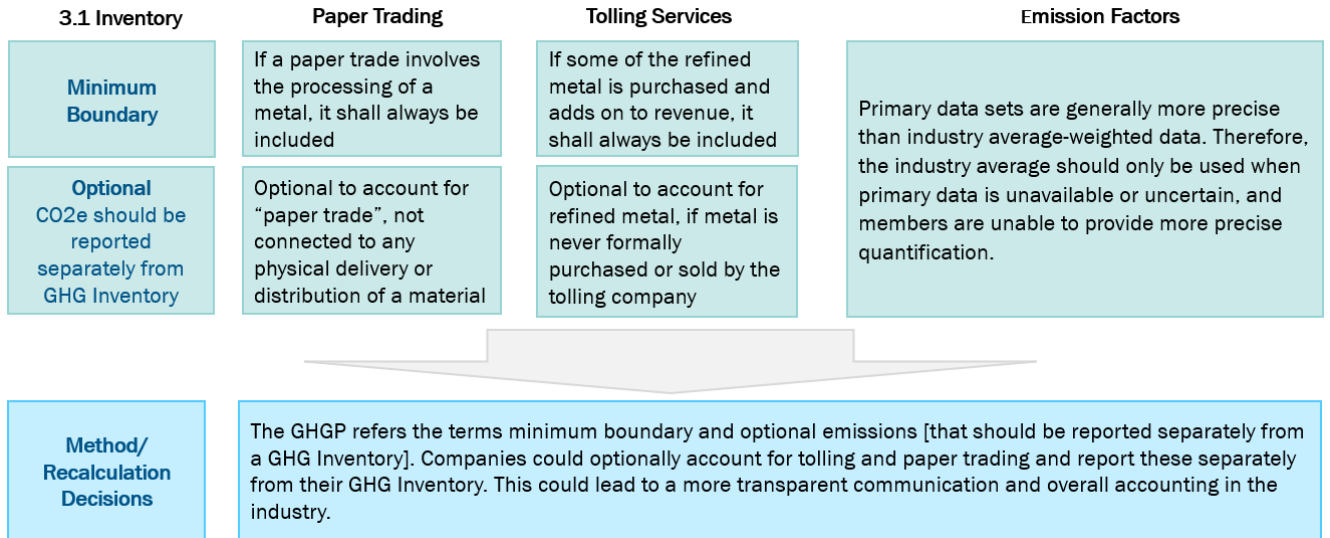 3.1 Inventory
Paper Trading
Tolling Services
Emission Factors
Minimum
Boundary
If a paper trade involves
the processing of a
metal, it shall always be
included
If some of the refined
metal is purchased and
adds on to revenue, it
shall always be included
Primary data sets are generally more precise
than industry average-weighted data. Therefore,
the industry average should only be used when
primary data is unavailable or uncertain, and
members are unable to provide more precise
quantification.
Optional
CO2e should be
reported
separately from
GHG Inventory
Optional to account for
“paper trade”, not
connected to any
physical delivery or
distribution of a material
Optional to account for
refined metal, if metal is
never formally
purchased or sold by the
tolling company
Method/
Recalculation
Decisions
The GHGP refers the terms minimum boundary and optional emissions [that should be reported separately from
a GHG Inventory]. Companies could optionally account for tolling and paper trading and report these separately
from their GHG Inventory. This could lead to a more transparent communication and overall accounting in the
industry.